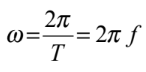 ω = 2π/T = 2π f